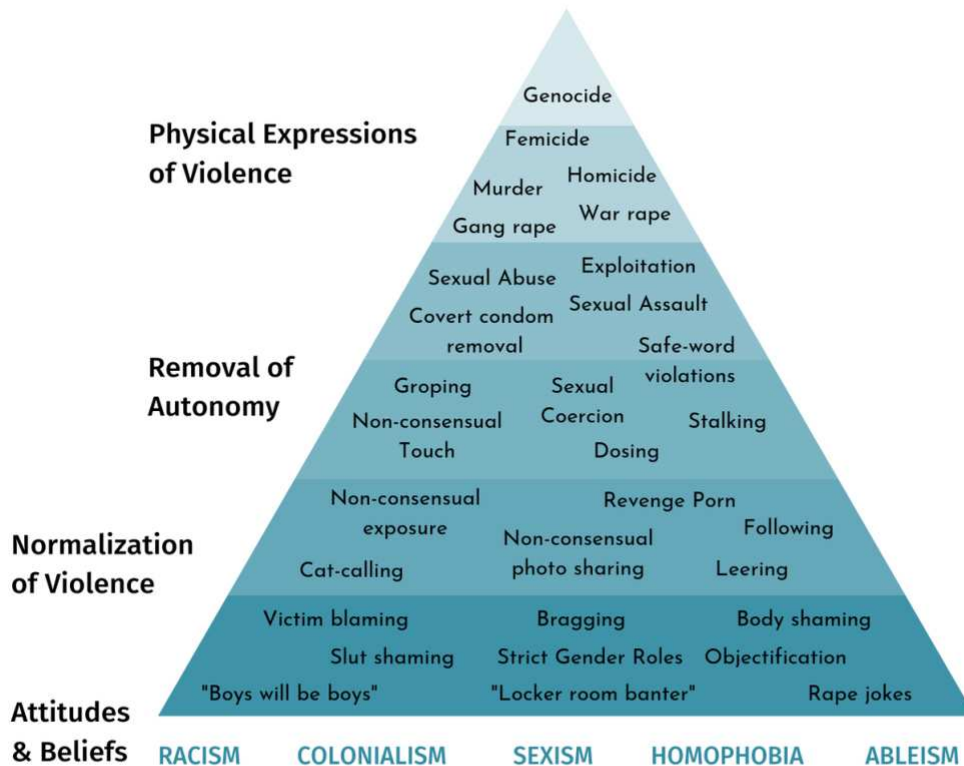 Genocide
Physical Expressions
of Violence
Femicide
Homicide
Murder
War rape
Gang rape
Exploitation
Sexual Abuse
Sexual Assault
Covert condom
removal
Safe-word
violations
Removal of
Autonomy
Groping
Sexual
Coercion
Stalking
Non-consensual
Touch
Dosing
Non-consensual
exposure
Revenge Porn
Following
Normalization
of Violence
Non-consensual
photo sharing
Cat-calling
Leering
Victim blaming
Bragging
Body shaming
Slut shaming
Strict Gender Roles
Objectification
"Boys will be boys"
"Locker room banter"
Rape jokes
Attitudes
& Beliefs
RACISM COLONIALISM SEXISM HOMOPHOBIA ABLEISM